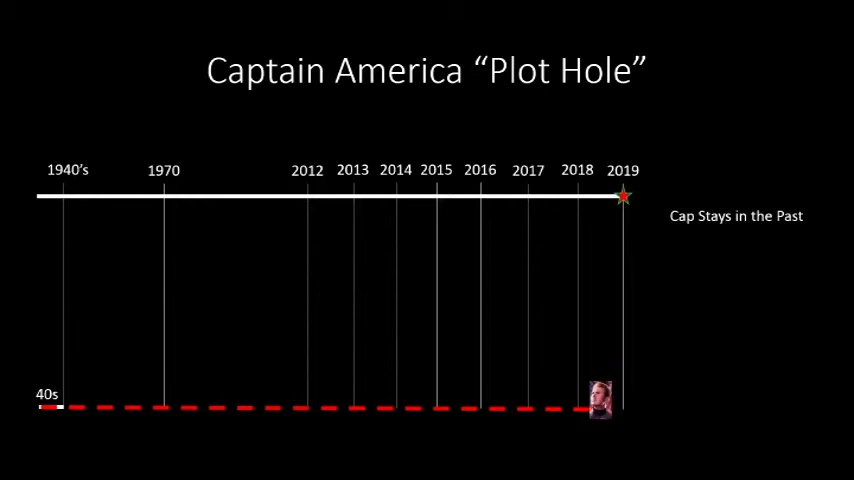 Captain America “Plot Hole”
1940’s 1970 2012 2013 2014 2015 2016 2017 2018 2019
Cap Stays in the Past
40s